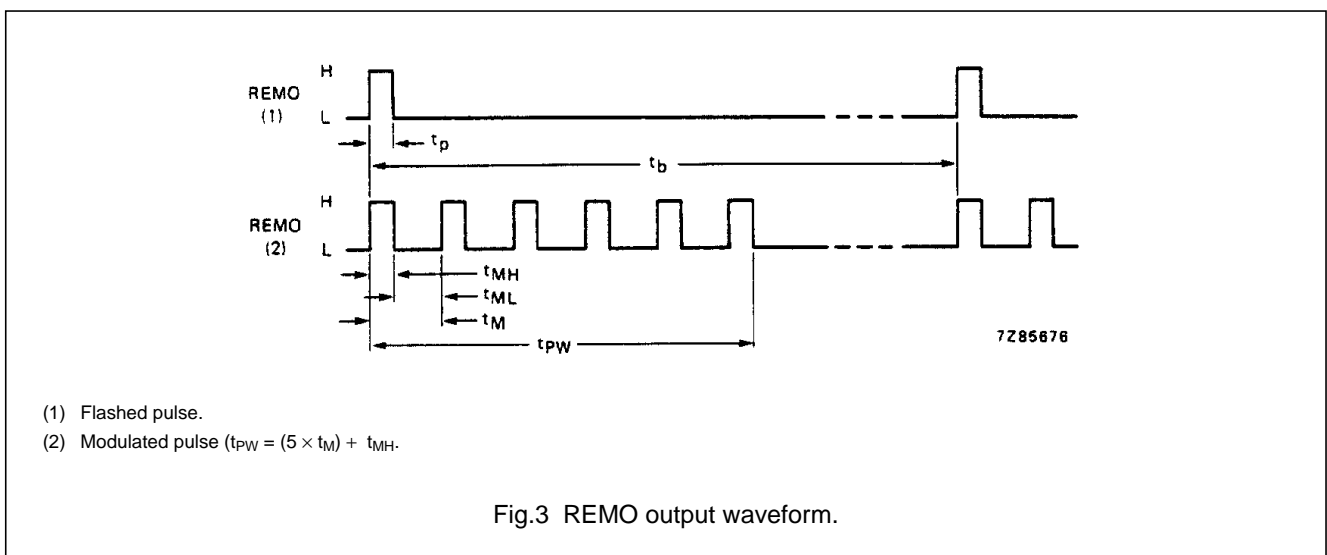 H
REMO
(1)
L
tp
tb
H
REMO
(2)
L
tMH
tML
tM
tPW
7Z85676
(1) Flashed pulse.
(2) Modulated pulse (tPW = (5 × tM) + tMH.
Fig.3 REMO output waveform.